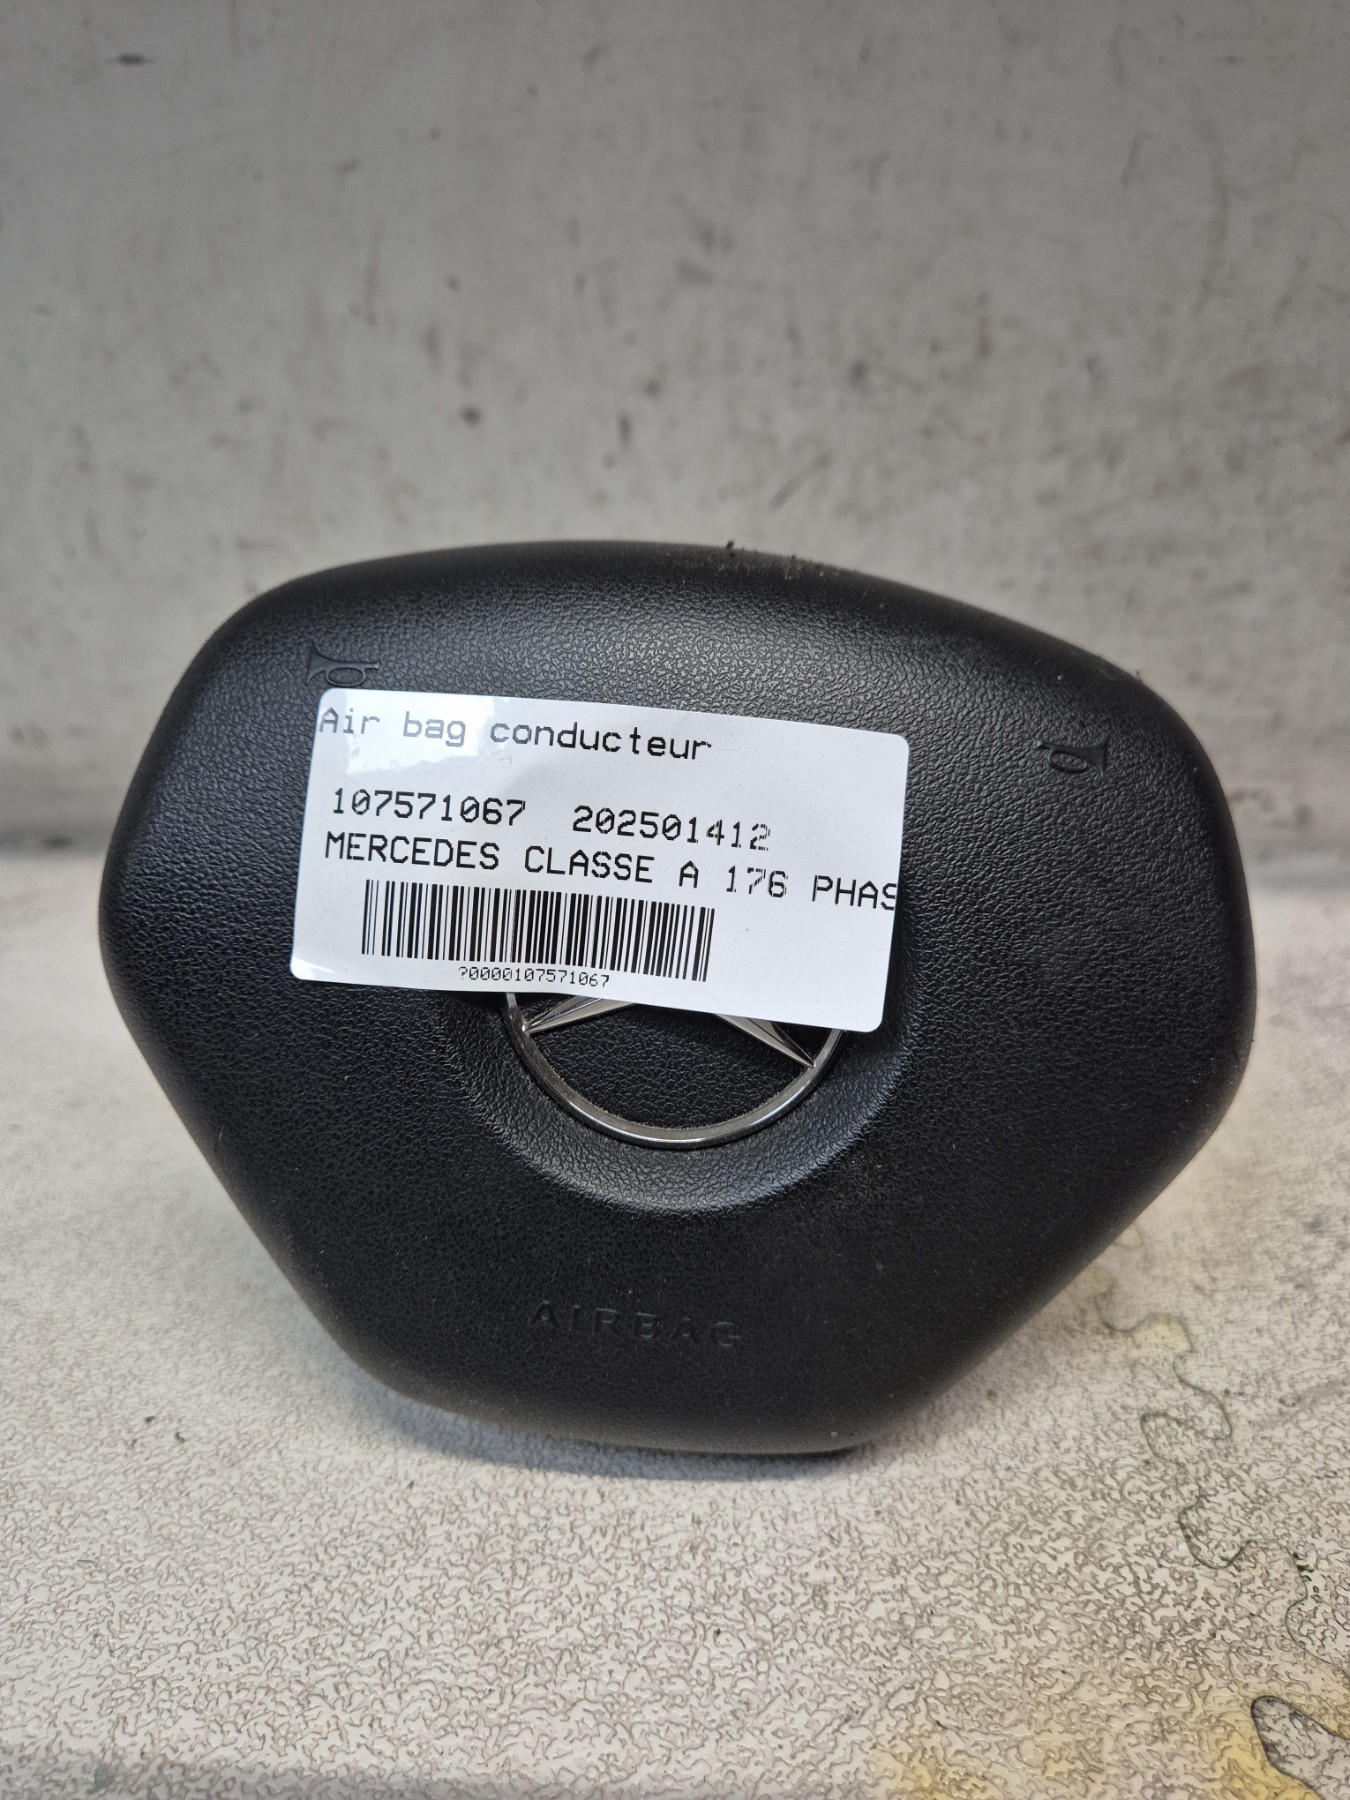 Air bag conducteur
107571067 202501412
MERCEDES CLASSE A 176 PHAS
?0000107571067
AIRBAG